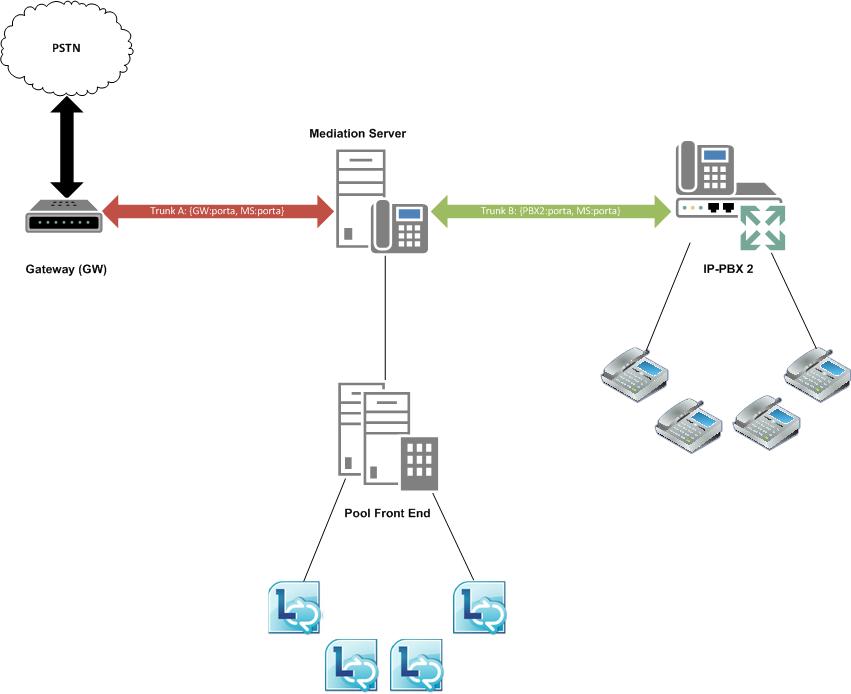 PSTN
Mediation Server
Trunk A: {GW:porta, MS:porta}
Trunk B: {PBX2:porta, MS:porta}
Gateway (GW)
IP-PBX 2
Pool Front End
L
L
L
L